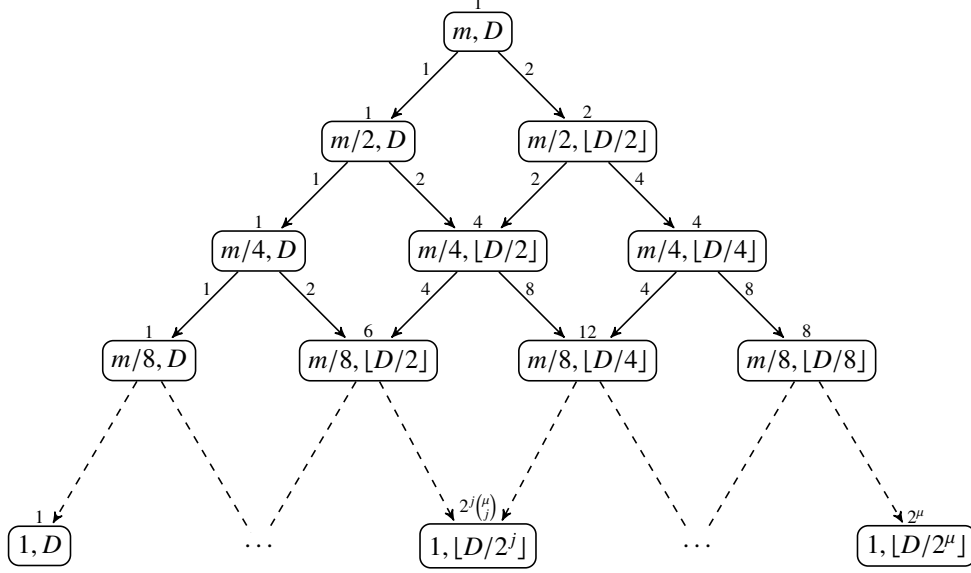 1
m, D
1 2
1 2
m/2, D m/2, ⌊D/2⌋
1 2 2 4
1 4 4
m/4, D m/4, ⌊D/2⌋ m/4, ⌊D/4⌋
1 2 4 8 4 8
1 6 12 8
m/8, D m/8, ⌊D/2⌋ m/8, ⌊D/4⌋ m/8, ⌊D/8⌋
1 2^j \binom{μ}{j} 2^μ
1, D ... 1, ⌊D/2^j⌋ ... 1, ⌊D/2^μ⌋